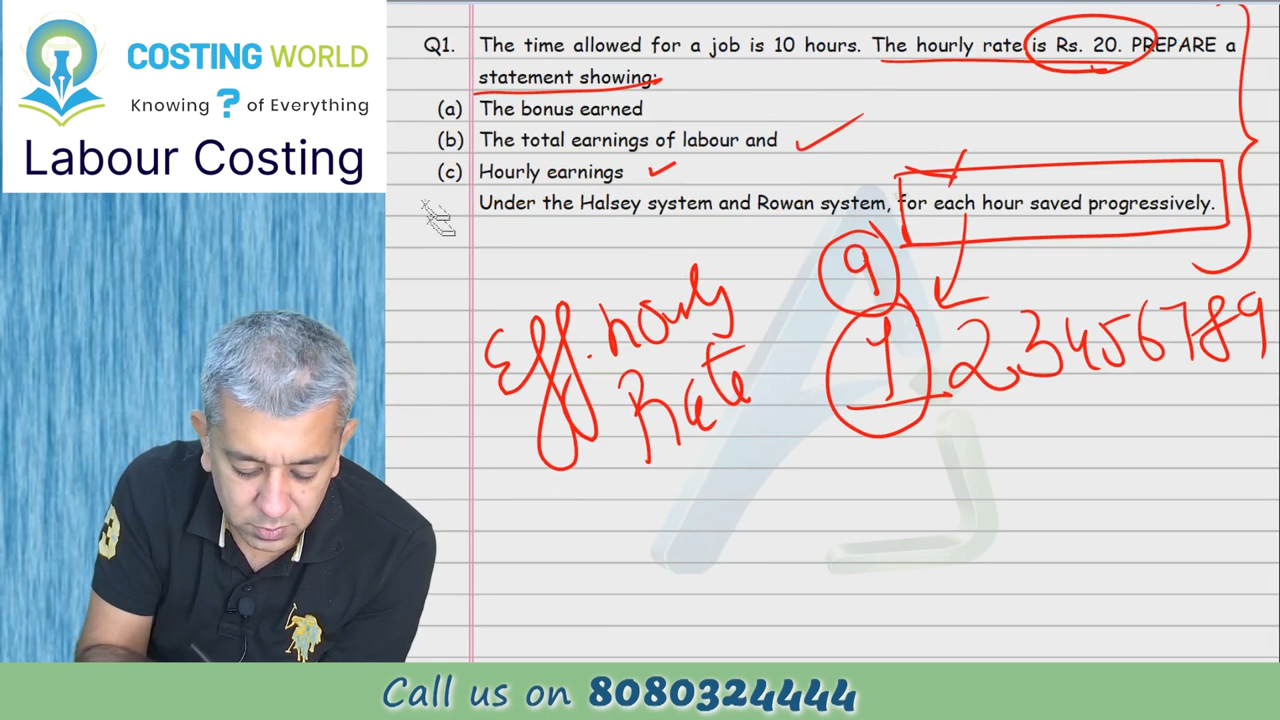 COSTING WORLD
Knowing ? of Everything
Labour Costing
Q1. The time allowed for a job is 10 hours. The hourly rate is Rs. 20. PREPARE a
statement showing:
(a) The bonus earned
(b) The total earnings of labour and
(c) Hourly earnings
Under the Halsey system and Rowan system, for each hour saved progressively.
Eff. hourly
Rate
9
1 2 3 4 5 6 7 8 9
3
Call us on 8080324444